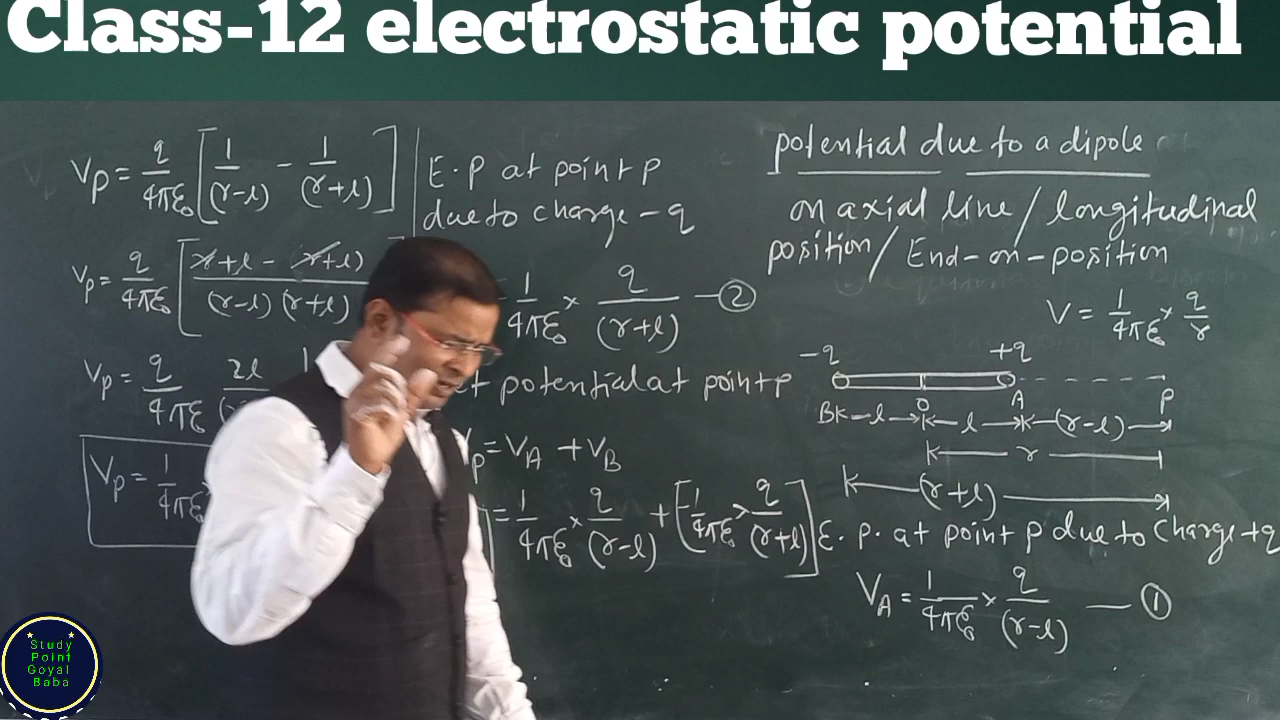 Class-12 electrostatic potential
potential due to a dipole
on axial line / longitudinal
position / End-on-position
V = 1/4πε₀ × q/r
-q +q
B O A P
l l (r-l)
r
(r+l)
E.P. at point P due to charge +q
V_A = 1/4πε₀ × q/(r-l) — ①
E.P at point P
due to charge -q
1/4πε₀ × q/(r+l) — ②
potential at point P
V_P = V_A + V_B
= 1/4πε₀ × q/(r-l) + [-1/4πε₀ × q/(r+l)]
V_P = q/4πε₀ [1/(r-l) - 1/(r+l)]
V_P = q/4πε₀ [r+l - r+l) / (r-l)(r+l)
V_P = q/4πε₀ 2l
V_P = 1/4πε₀
Study
Point
Goyal
Baba